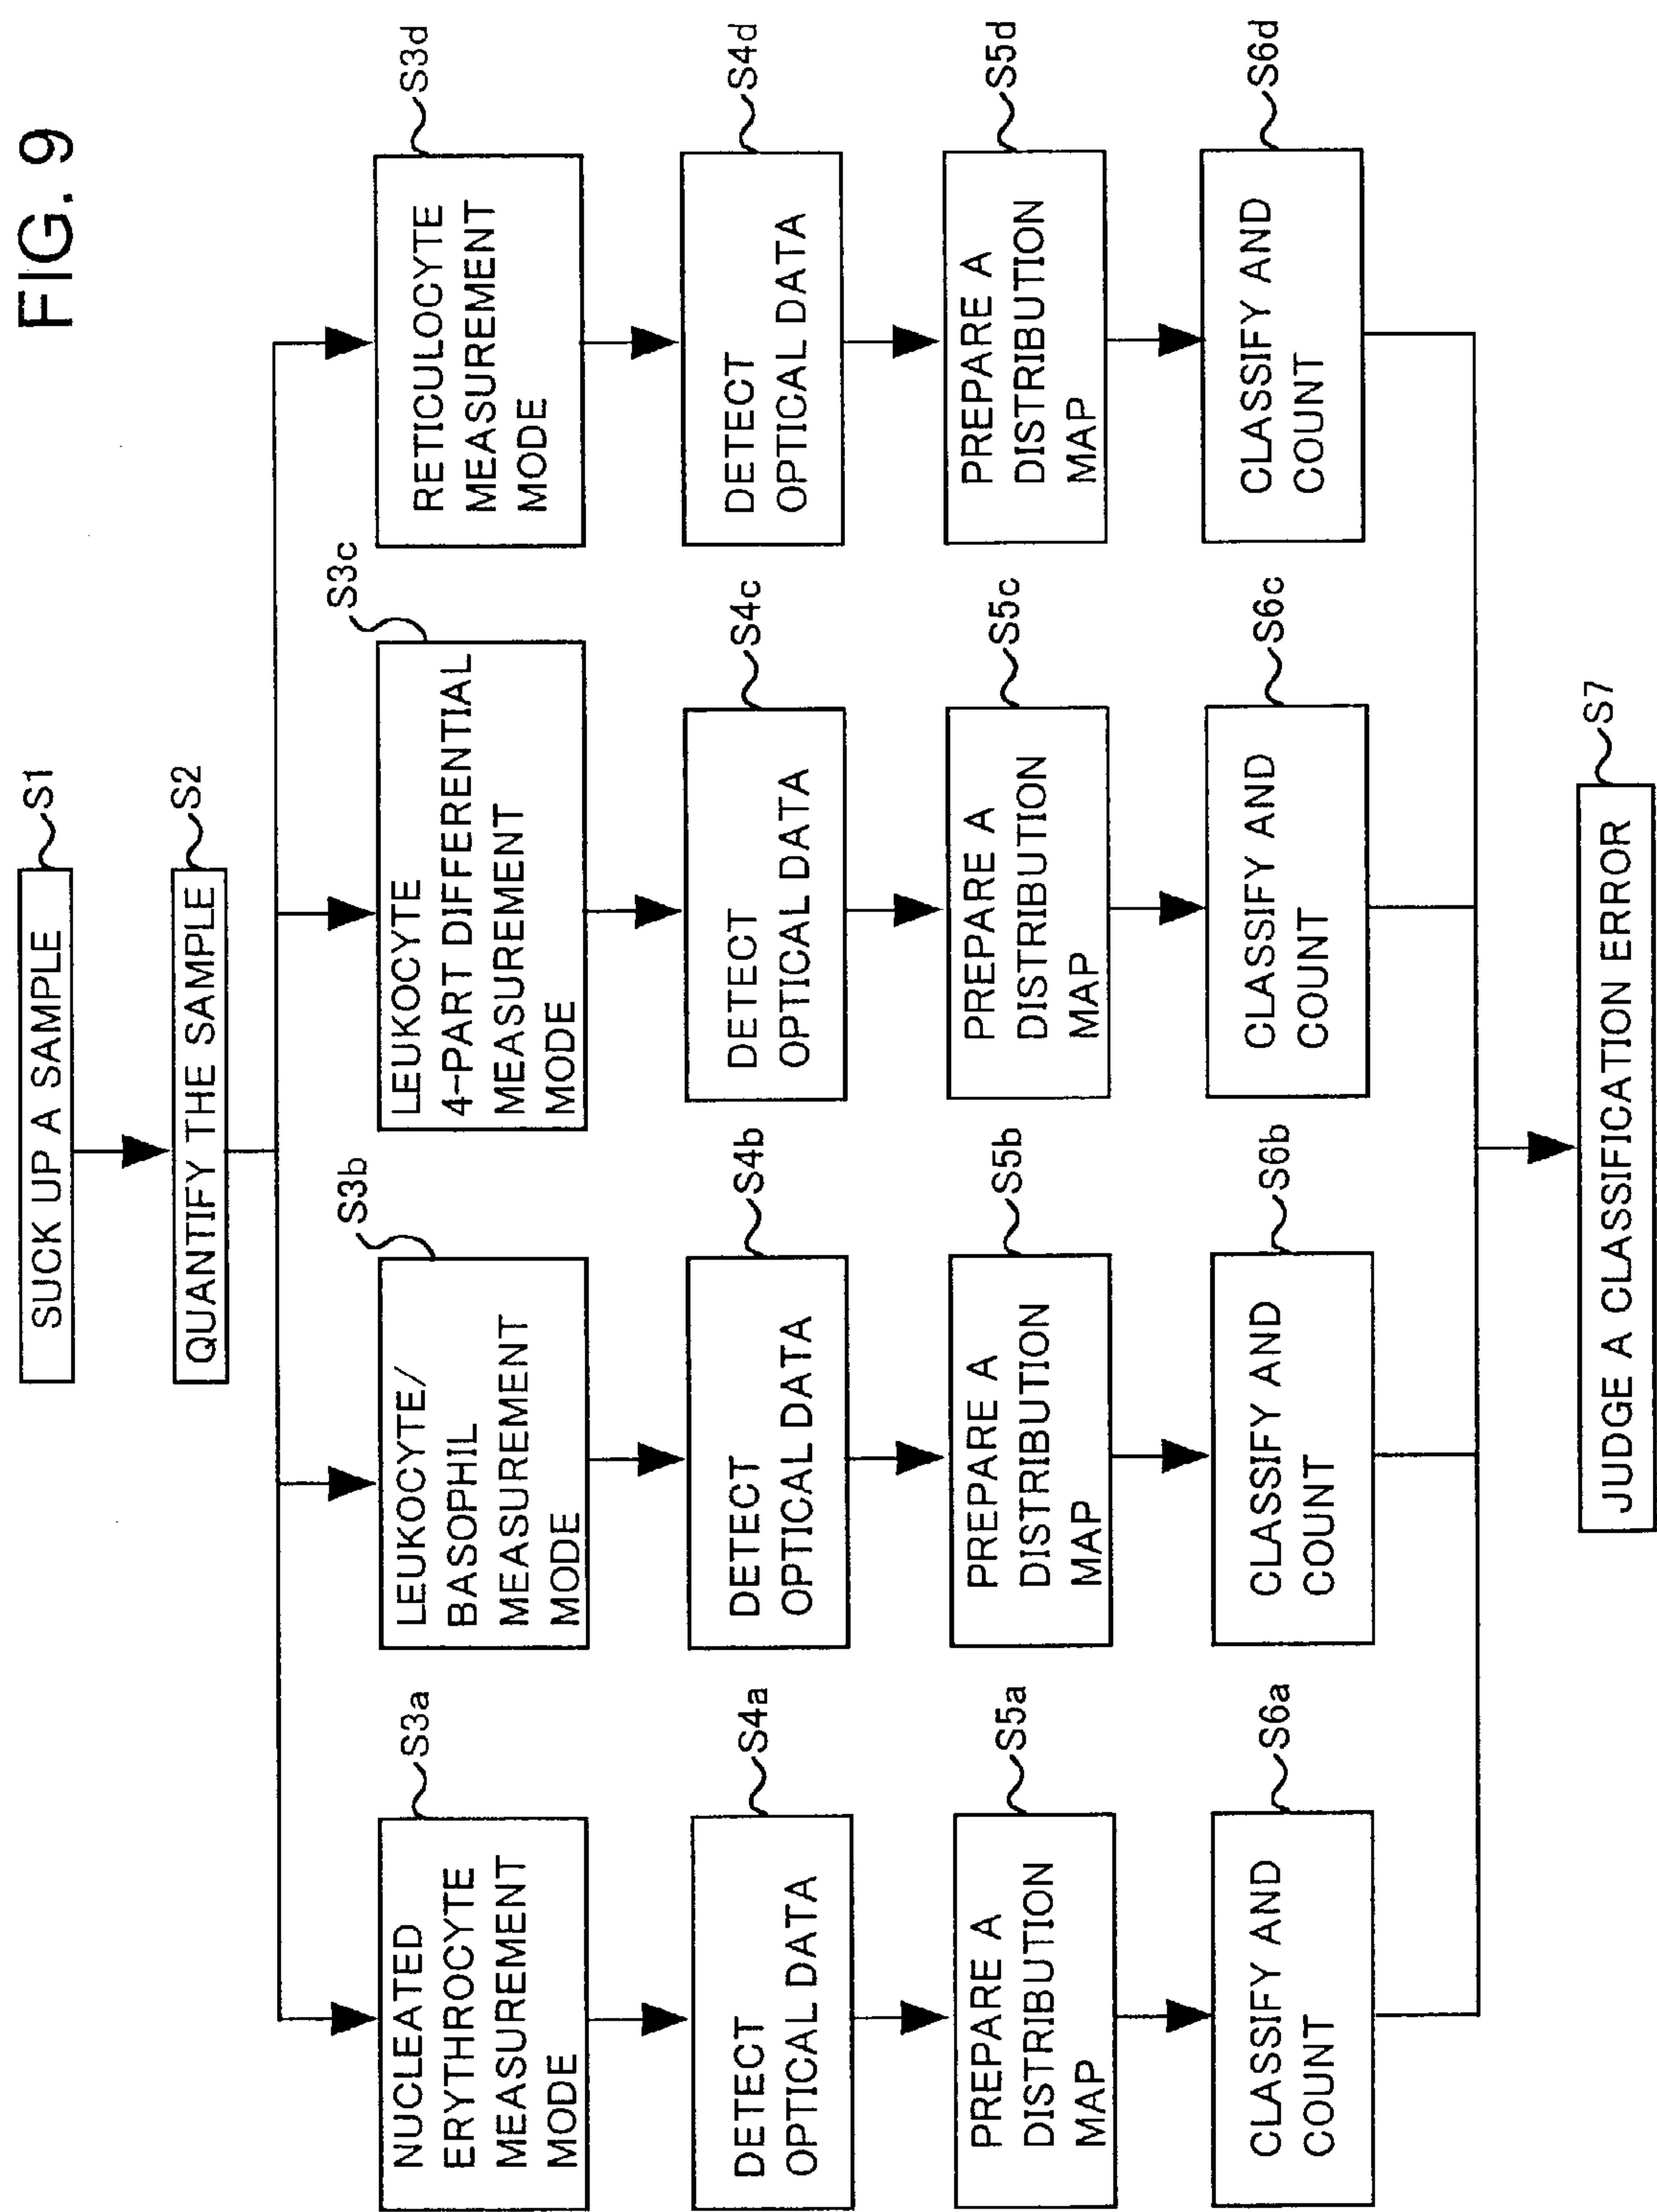 FIG. 9
SUCK UP A SAMPLE
S1
QUANTIFY THE SAMPLE
S2
NUCLEATED
ERYTHROCYTE
MEASUREMENT
MODE
S3a
LEUKOCYTE/
BASOPHIL
MEASUREMENT
MODE
S3b
LEUKOCYTE
4-PART DIFFERENTIAL
MEASUREMENT
MODE
S3c
RETICULOCYTE
MEASUREMENT
MODE
S3d
DETECT
OPTICAL DATA
S4a
DETECT
OPTICAL DATA
S4b
DETECT
OPTICAL DATA
S4c
DETECT
OPTICAL DATA
S4d
PREPARE A
DISTRIBUTION
MAP
S5a
PREPARE A
DISTRIBUTION
MAP
S5b
PREPARE A
DISTRIBUTION
MAP
S5c
PREPARE A
DISTRIBUTION
MAP
S5d
CLASSIFY AND
COUNT
S6a
CLASSIFY AND
COUNT
S6b
CLASSIFY AND
COUNT
S6c
CLASSIFY AND
COUNT
S6d
JUDGE A CLASSIFICATION ERROR
S7